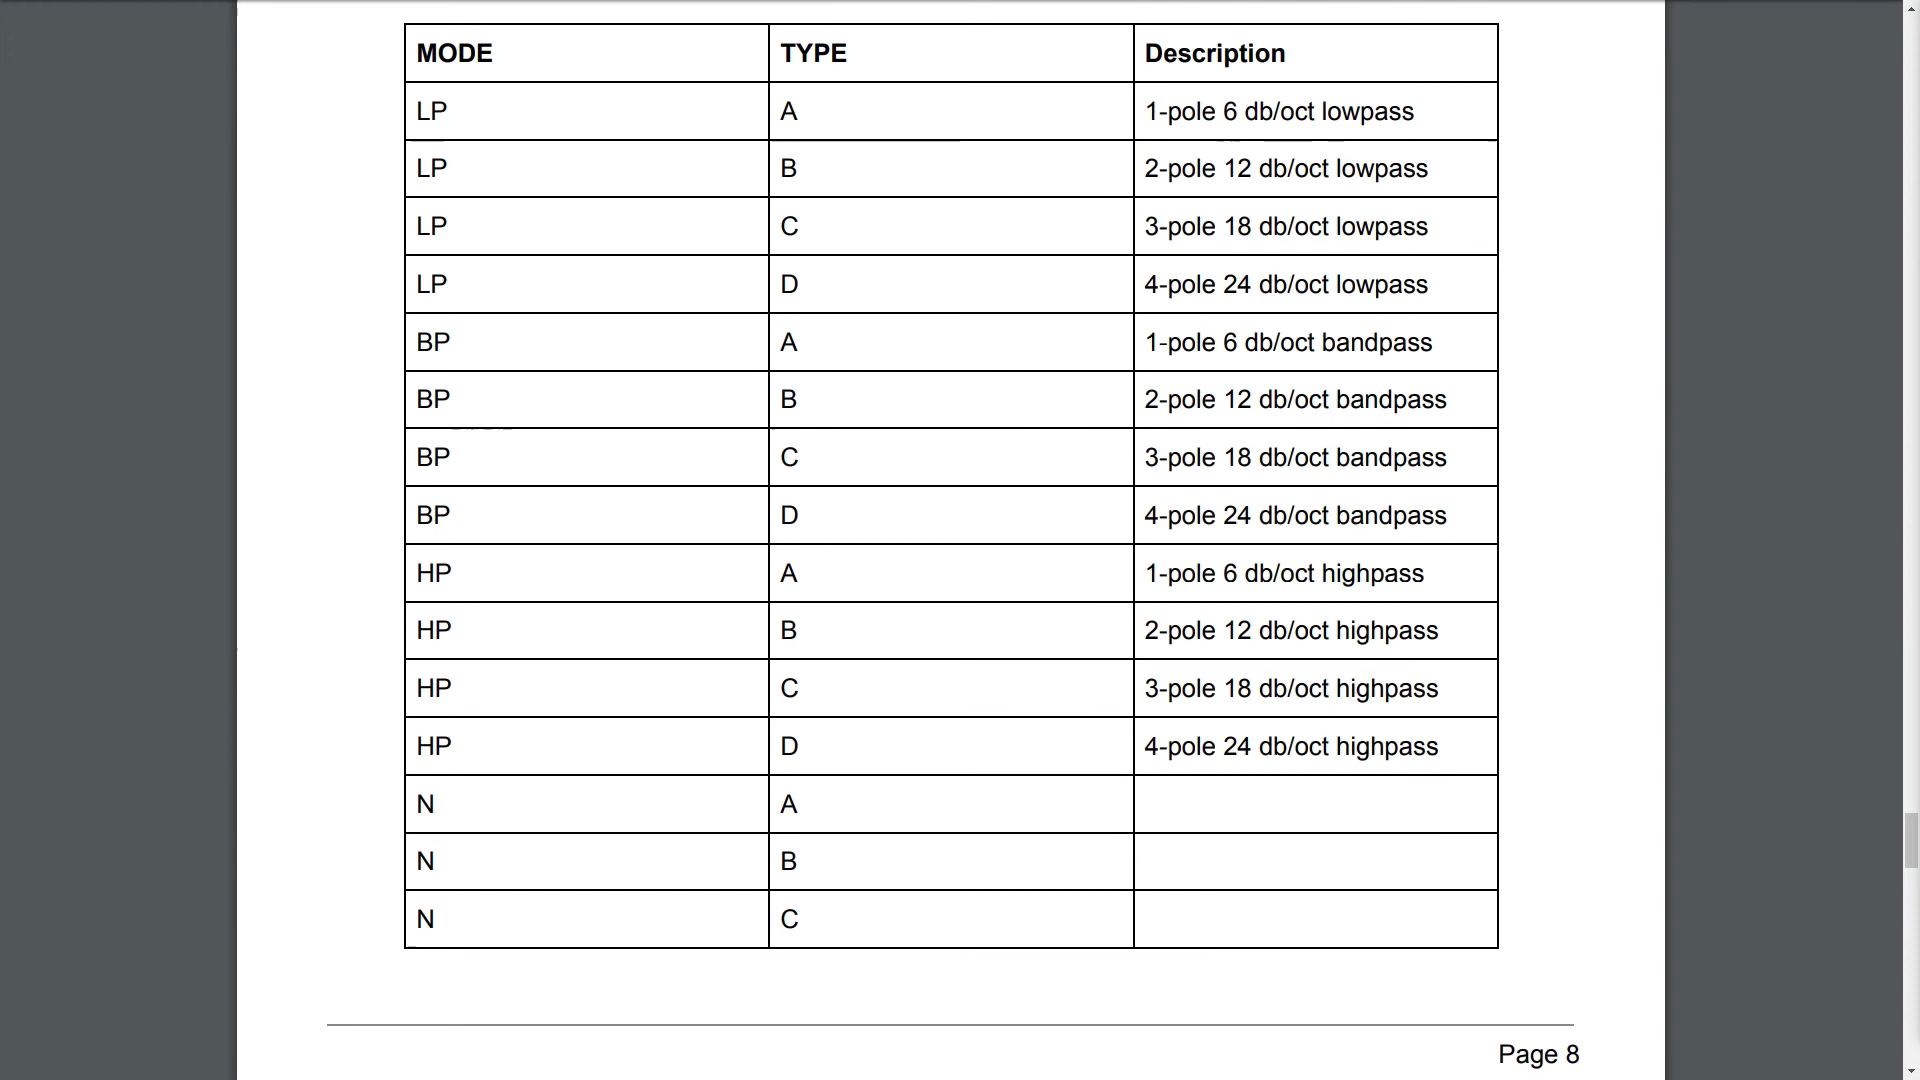 MODE TYPE Description
LP A 1-pole 6 db/oct lowpass
LP B 2-pole 12 db/oct lowpass
LP C 3-pole 18 db/oct lowpass
LP D 4-pole 24 db/oct lowpass
BP A 1-pole 6 db/oct bandpass
BP B 2-pole 12 db/oct bandpass
BP C 3-pole 18 db/oct bandpass
BP D 4-pole 24 db/oct bandpass
HP A 1-pole 6 db/oct highpass
HP B 2-pole 12 db/oct highpass
HP C 3-pole 18 db/oct highpass
HP D 4-pole 24 db/oct highpass
N A
N B
N C
Page 8